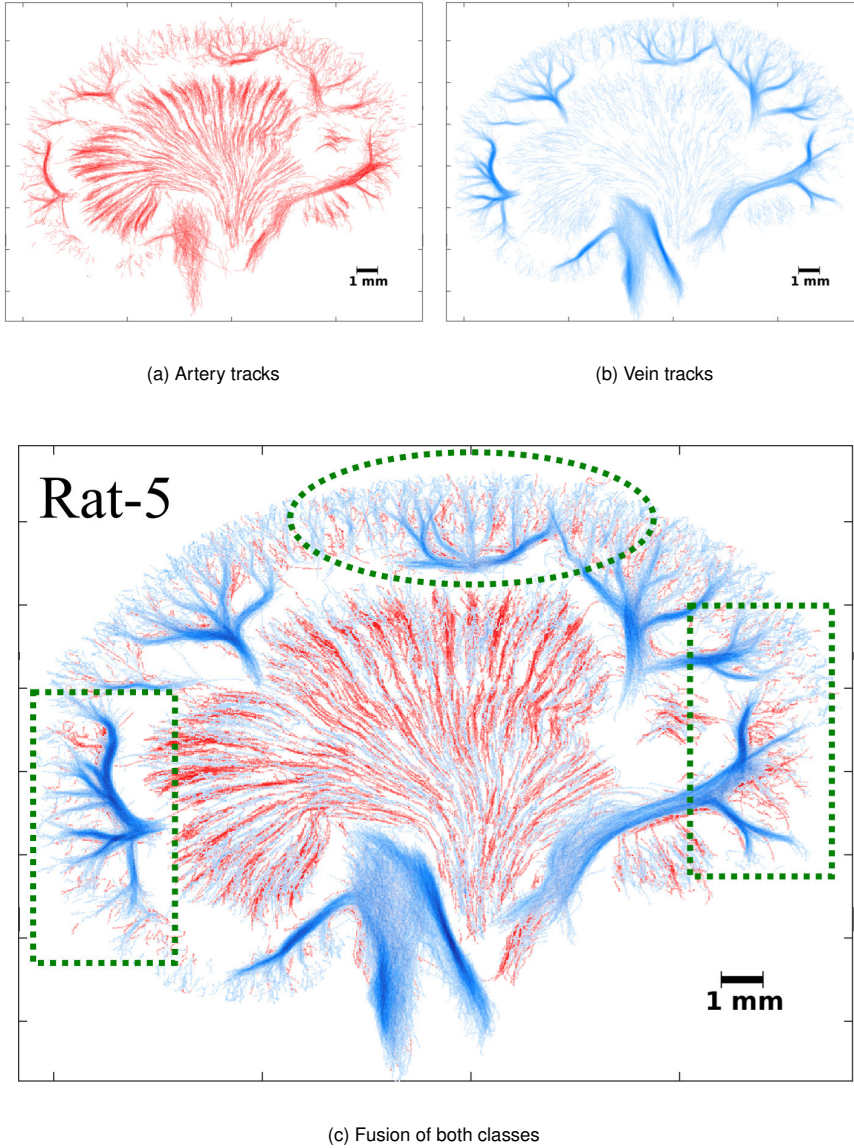 1 mm
1 mm
(a) Artery tracks
(b) Vein tracks
Rat-5
1 mm
(c) Fusion of both classes